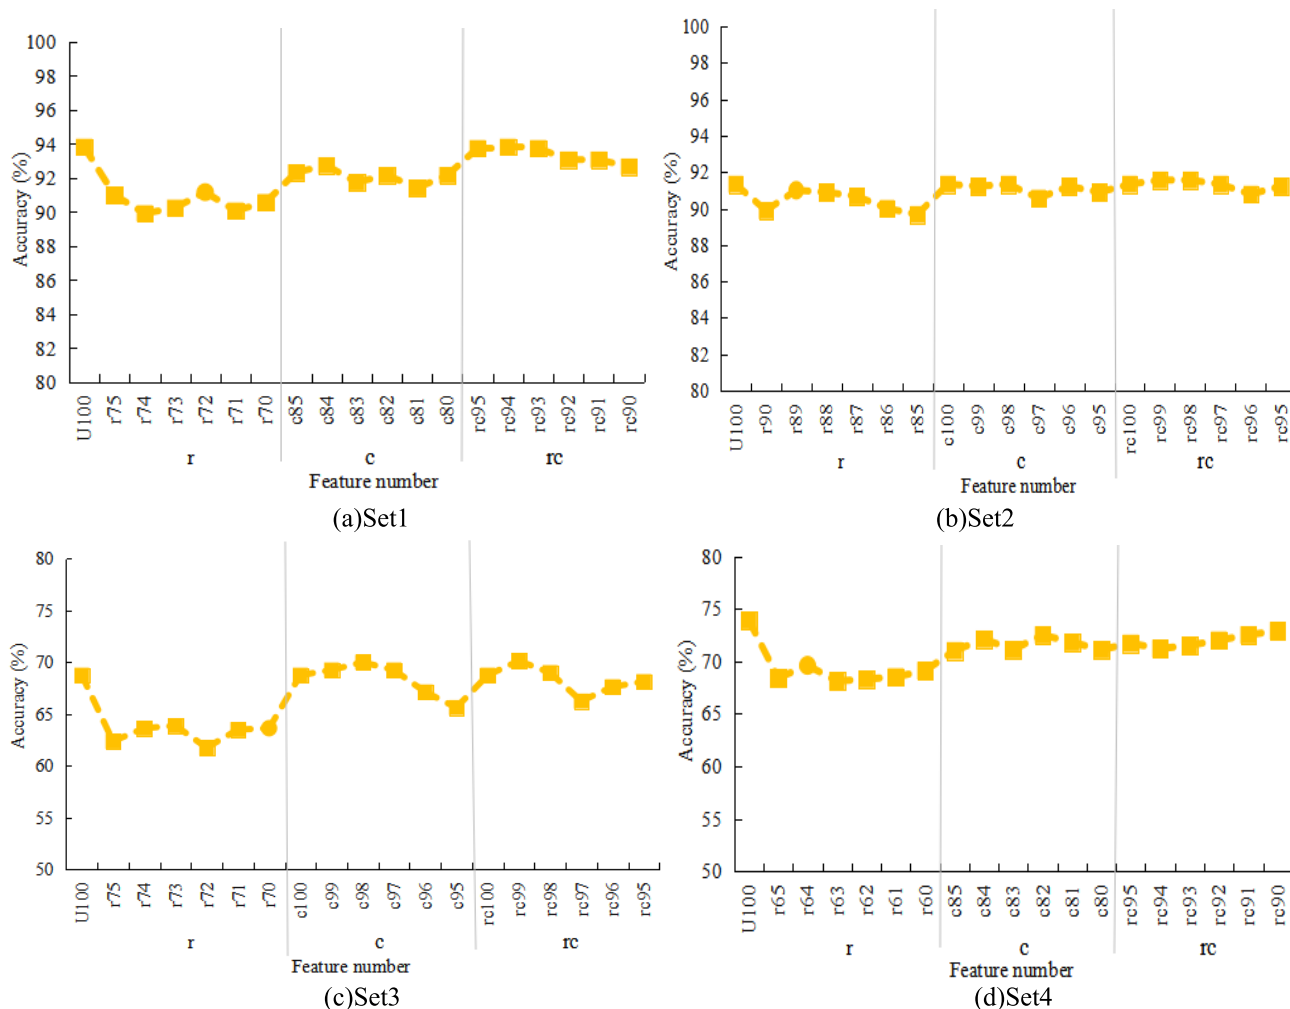 100
98
96
94
92
90
88
86
84
82
80
Accuracy (%)
U100 r75 r74 r73 r72 r71 r70 c85 c84 c83 c82 c81 c80 rc95 rc94 rc93 rc92 rc91 rc90
r c rc
Feature number
(a)Set1
100
98
96
94
92
90
88
86
84
82
80
Accuracy (%)
U100 r90 r89 r88 r87 r86 r85 c100 c99 c98 c97 c96 c95 rc100 rc99 rc98 rc97 rc96 rc95
r c rc
Feature number
(b)Set2
80
75
70
65
60
55
50
Accuracy (%)
U100 r75 r74 r73 r72 r71 r70 c100 c99 c98 c97 c96 c95 rc100 rc99 rc98 rc97 rc96 rc95
r c rc
Feature number
(c)Set3
80
75
70
65
60
55
50
Accuracy (%)
U100 r65 r64 r63 r62 r61 r60 c85 c84 c83 c82 c81 c80 rc95 rc94 rc93 rc92 rc91 rc90
r c rc
Feature number
(d)Set4